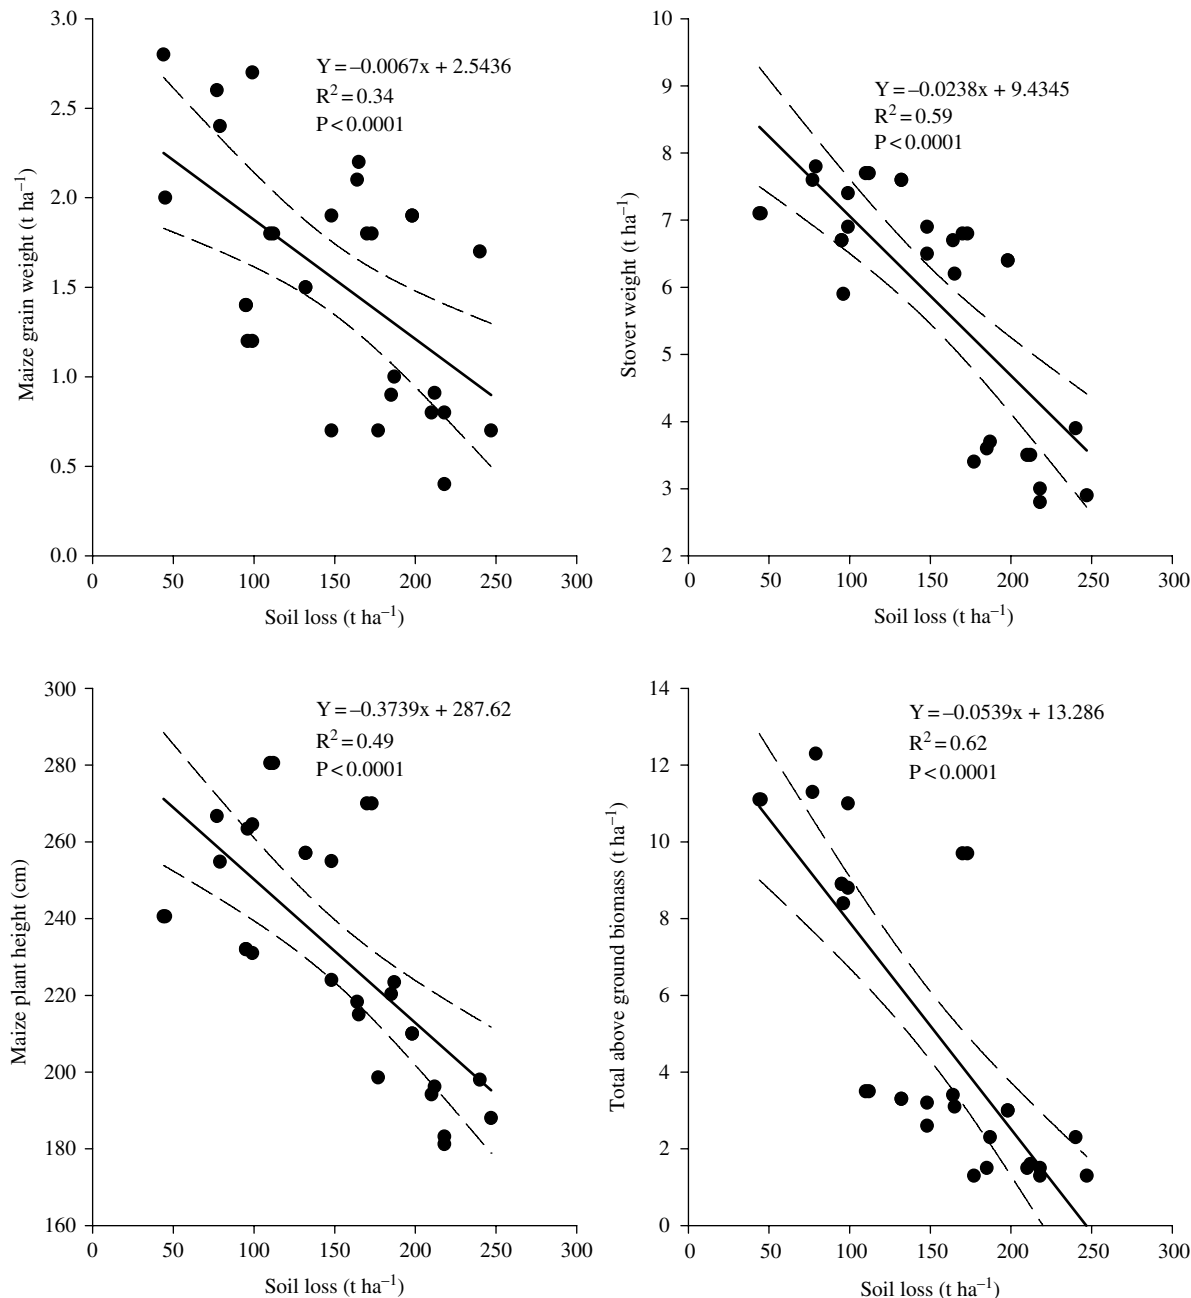 Y = –0.0067x + 2.5436
R² = 0.34
P < 0.0001
3.0
2.5
2.0
1.5
1.0
0.5
0.0
Maize grain weight (t ha⁻¹)
0 50 100 150 200 250 300
Soil loss (t ha⁻¹)
Y = –0.0238x + 9.4345
R² = 0.59
P < 0.0001
10
9
8
7
6
5
4
3
2
Stover weight (t ha⁻¹)
0 50 100 150 200 250 300
Soil loss (t ha⁻¹)
Y = –0.3739x + 287.62
R² = 0.49
P < 0.0001
300
280
260
240
220
200
180
160
Maize plant height (cm)
0 50 100 150 200 250 300
Soil loss (t ha⁻¹)
Y = –0.0539x + 13.286
R² = 0.62
P < 0.0001
14
12
10
8
6
4
2
0
Total above ground biomass (t ha⁻¹)
0 50 100 150 200 250 300
Soil loss (t ha⁻¹)